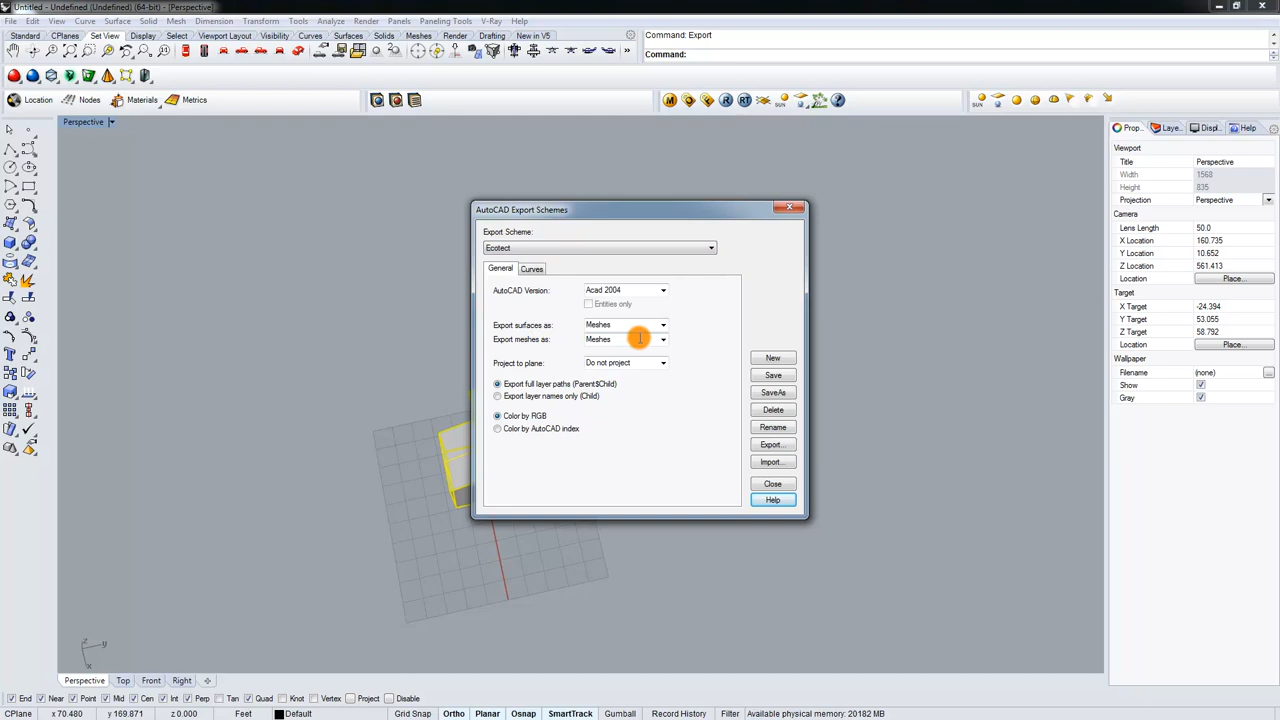 Untitled - Undefined (Undefined) (64-bit) - [Perspective]
File Edit View Curve Surface Solid Mesh Dimension Transform Tools Analyze Render Panels Paneling Tools V-Ray Help
Standard CPlanes Set View Display Select Viewport Layout Visibility Curves Surfaces Solids Meshes Render Drafting New in V5
Command: Export
Command:
Location Nodes Materials Metrics
M R RT
Perspective
Prop... Laye... Displ... Help
Viewport
Title Perspective
Width 1568
Height 835
Projection Perspective
Camera
Lens Length 50.0
X Location 160.735
Y Location 10.652
Z Location 561.413
Location Place...
Target
X Target -24.394
Y Target 53.055
Z Target 58.792
Location Place...
Wallpaper
Filename (none) ...
Show
Gray
AutoCAD Export Schemes
Export Scheme:
Ecotect
General Curves
AutoCAD Version: Acad 2004
Entities only
Export surfaces as: Meshes
Export meshes as: Meshes
Project to plane: Do not project
Export full layer paths (Parent$Child)
Export layer names only (Child)
Color by RGB
Color by AutoCAD index
New
Save
SaveAs
Delete
Rename
Export...
Import...
Close
Help
z y
x
Perspective Top Front Right
End Near Point Mid Cen Int Perp Tan Quad Knot Vertex Project Disable
CPlane x 70.480 y 169.871 z 0.000 Feet Default Grid Snap Ortho Planar Osnap SmartTrack Gumball Record History Filter Available physical memory: 20182 MB